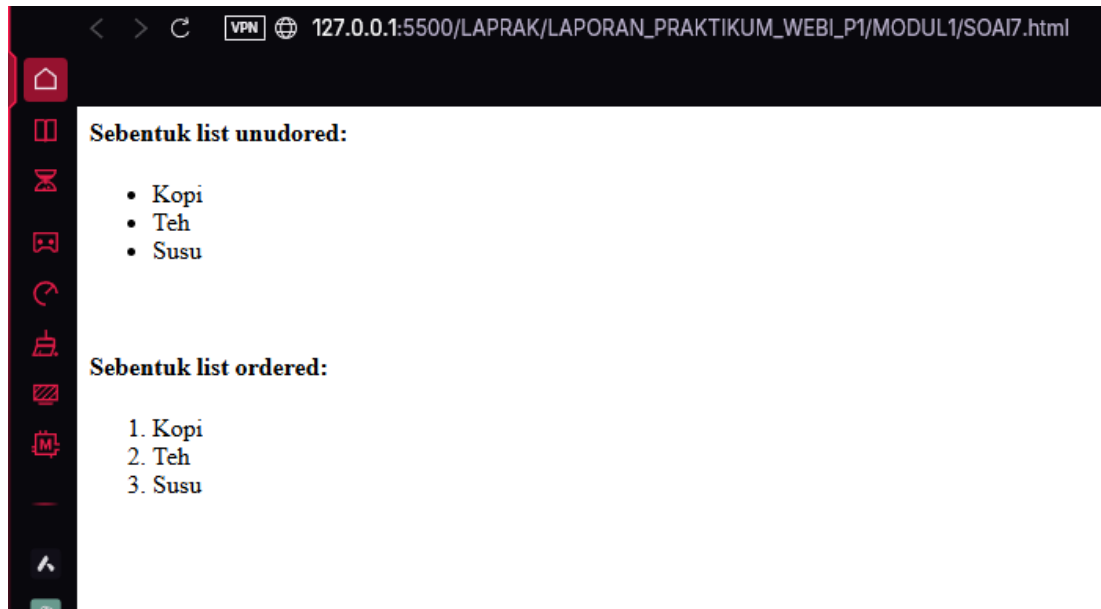 VPN 127.0.0.1:5500/LAPRAK/LAPORAN_PRAKTIKUM_WEBI_P1/MODUL1/SOAl7.html
Sebentuk list unudored:
• Kopi
• Teh
• Susu
Sebentuk list ordered:
1. Kopi
2. Teh
3. Susu
M